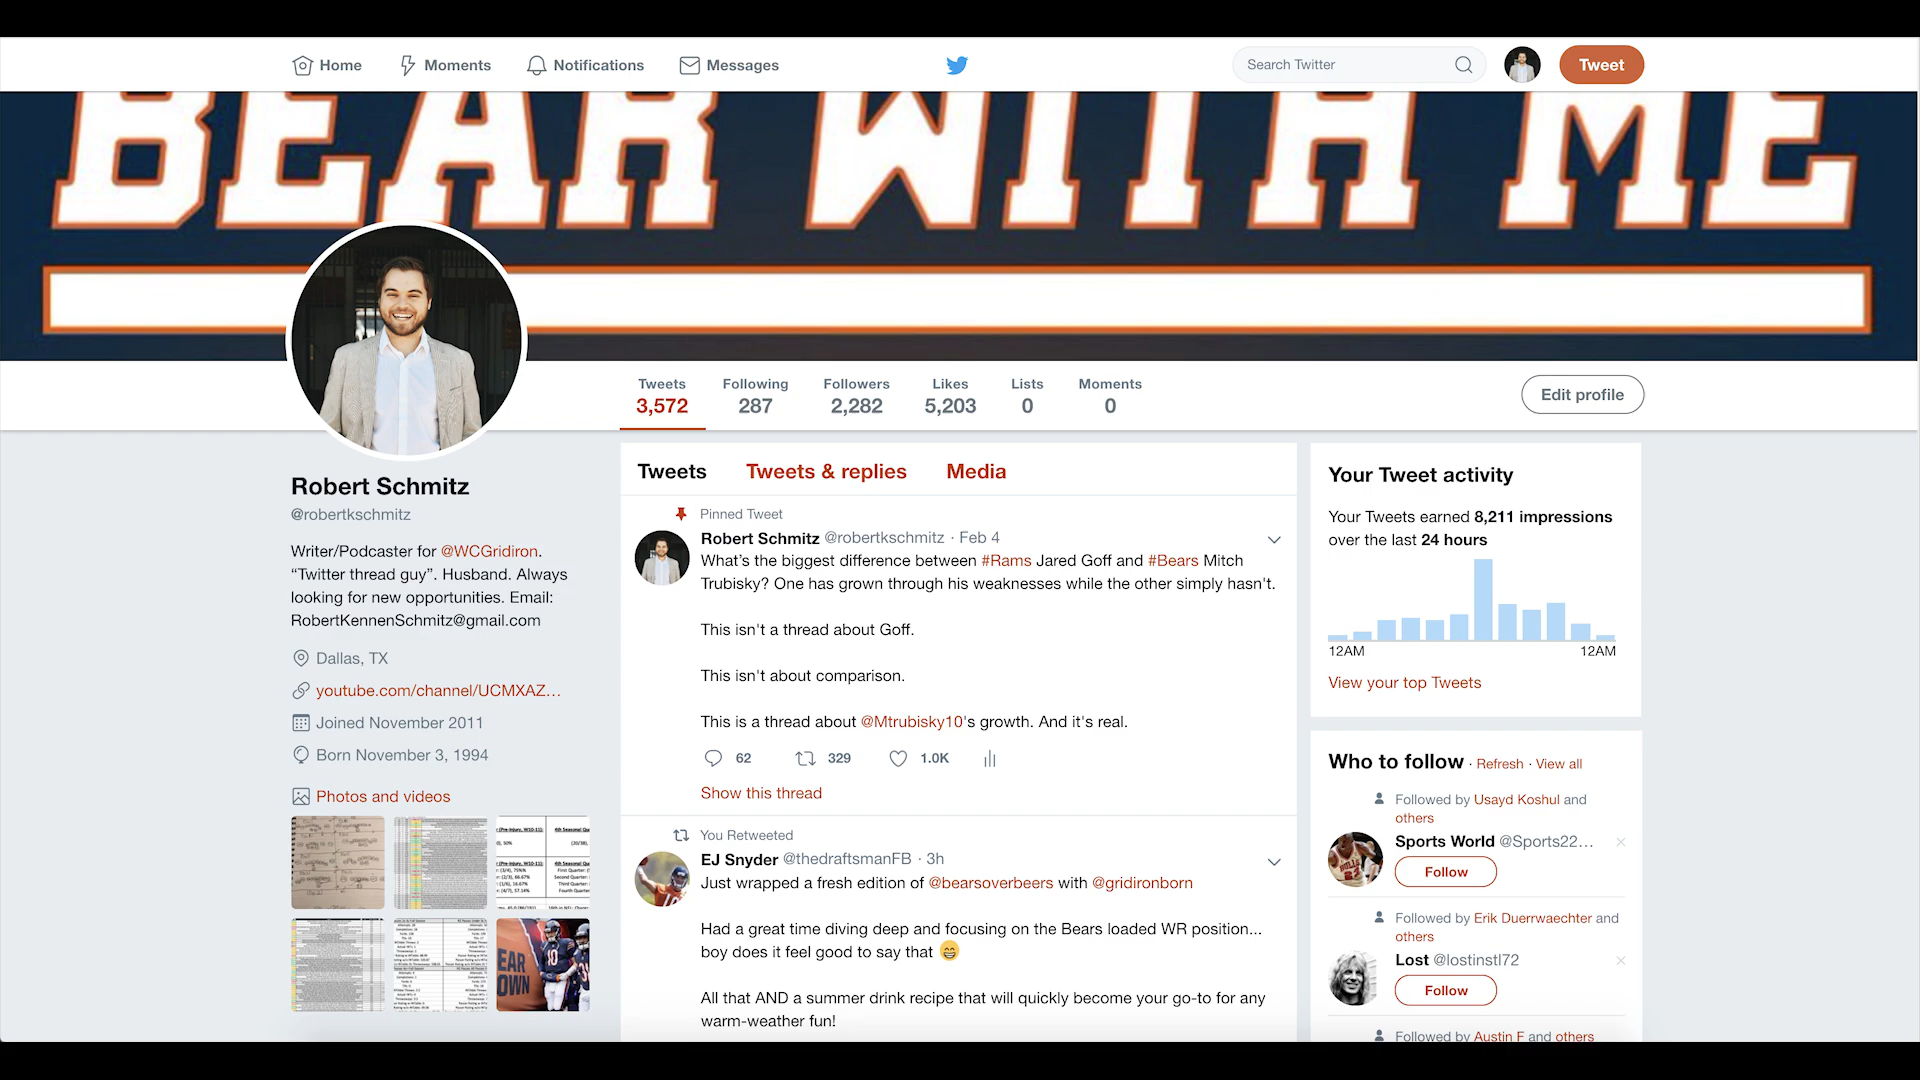 Home
Moments
Notifications
Messages
Search Twitter
Tweet
BEAR WITH ME
Tweets
3,572
Following
287
Followers
2,282
Likes
5,203
Lists
0
Moments
0
Edit profile
Robert Schmitz
@robertkschmitz
Writer/Podcaster for @WCGridiron.
“Twitter thread guy”. Husband. Always
looking for new opportunities. Email:
RobertKennenSchmitz@gmail.com
Dallas, TX
youtube.com/channel/UCMXAZ…
Joined November 2011
Born November 3, 1994
Photos and videos
Tweets
Tweets & replies
Media
Pinned Tweet
Robert Schmitz @robertkschmitz · Feb 4
What's the biggest difference between #Rams Jared Goff and #Bears Mitch
Trubisky? One has grown through his weaknesses while the other simply hasn't.
This isn't a thread about Goff.
This isn't about comparison.
This is a thread about @Mtrubisky10's growth. And it's real.
62
329
1.0K
Show this thread
You Retweeted
EJ Snyder @thedraftsmanFB · 3h
Just wrapped a fresh edition of @bearsoverbeers with @gridironborn
Had a great time diving deep and focusing on the Bears loaded WR position...
boy does it feel good to say that 😁
All that AND a summer drink recipe that will quickly become your go-to for any
warm-weather fun!
Your Tweet activity
Your Tweets earned 8,211 impressions
over the last 24 hours
12AM
12AM
View your top Tweets
Who to follow · Refresh · View all
Followed by Usayd Koshul and
others
Sports World @Sports22…
Follow
Followed by Erik Duerrwaechter and
others
Lost @lostinstl72
Follow
Followed by Austin F and others